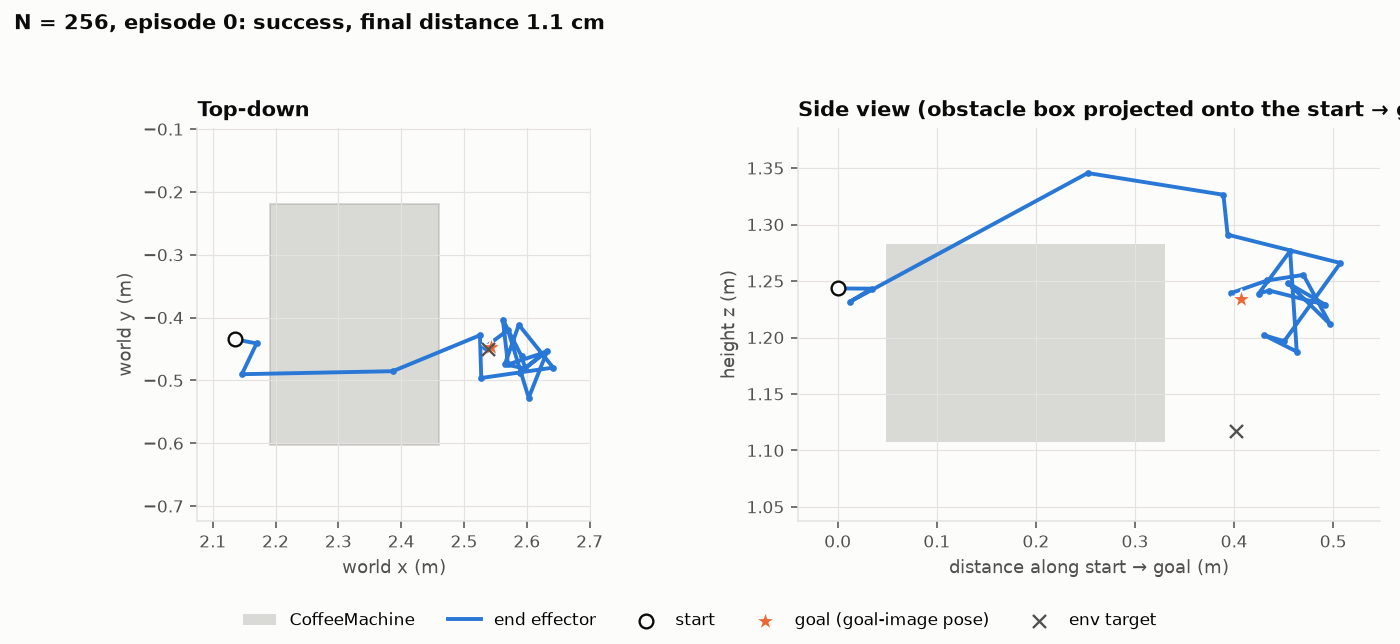 N = 256, episode 0: success, final distance 1.1 cm
Top-down
−0.1
−0.2
−0.3
−0.4
−0.5
−0.6
−0.7
world y (m)
2.1 2.2 2.3 2.4 2.5 2.6 2.7
world x (m)
Side view (obstacle box projected onto the start → g
1.35
1.30
1.25
1.20
1.15
1.10
1.05
height z (m)
0.0 0.1 0.2 0.3 0.4 0.5
distance along start → goal (m)
CoffeeMachine end effector start goal (goal-image pose) env target